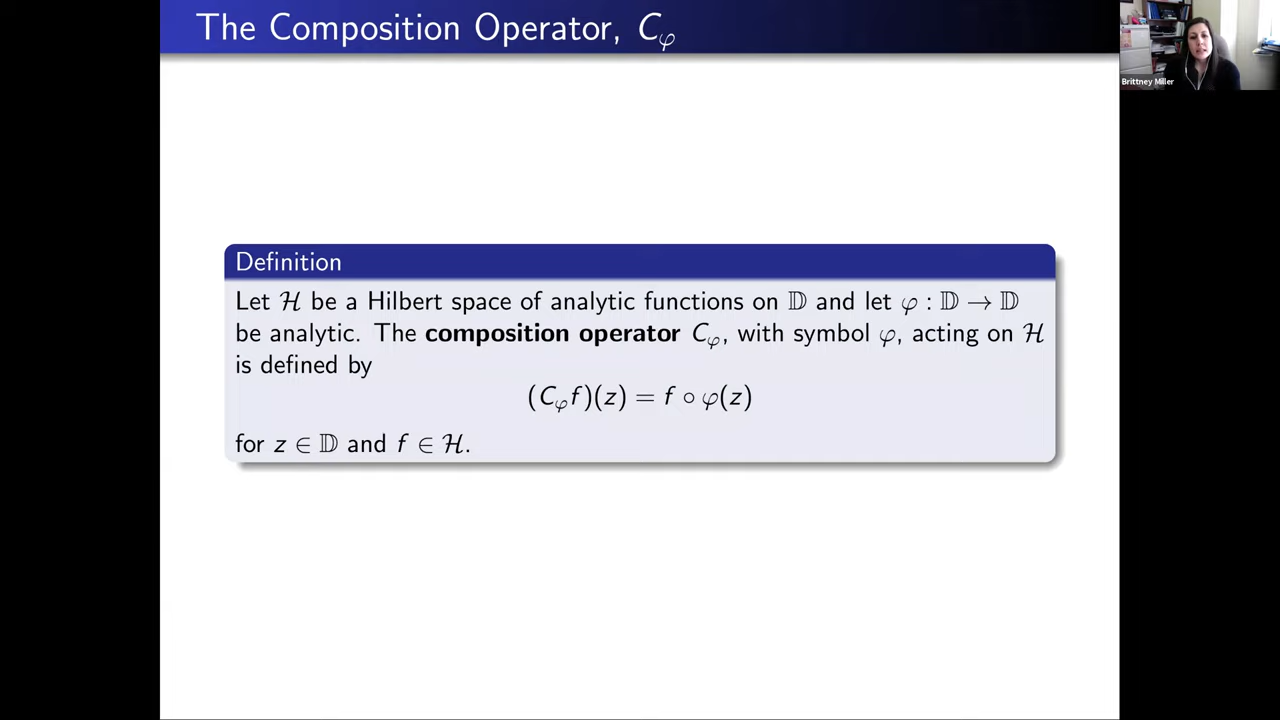 The Composition Operator, C_φ
Brittney Miller
Definition
Let ℋ be a Hilbert space of analytic functions on 𝔻 and let φ : 𝔻 → 𝔻
be analytic. The composition operator C_φ, with symbol φ, acting on ℋ
is defined by
(C_φ f)(z) = f ∘ φ(z)
for z ∈ 𝔻 and f ∈ ℋ.